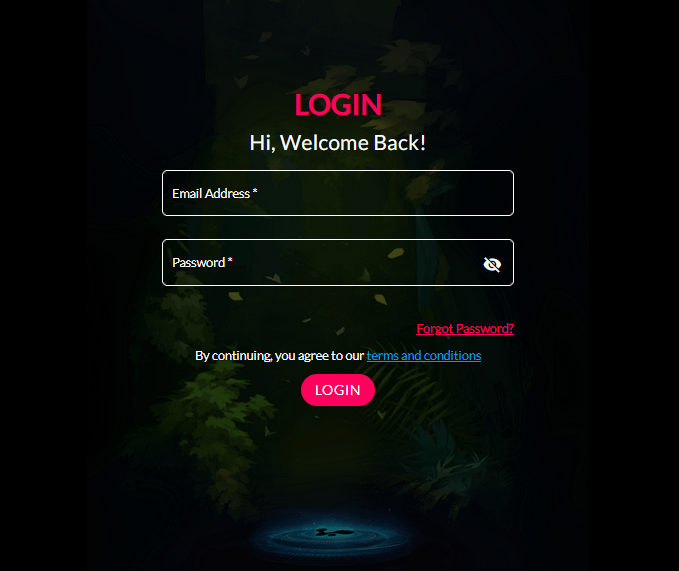 LOGIN
Hi, Welcome Back!
Email Address *
Password *
Forgot Password?
By continuing, you agree to our terms and conditions
LOGIN